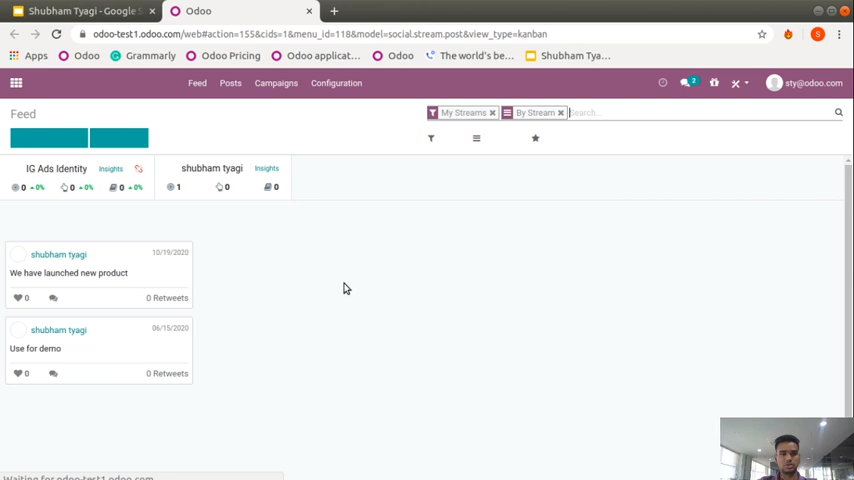 Shubham Tyagi - Google S
Odoo
odoo-test1.odoo.com/web#action=155&cids=1&menu_id=118&model=social.stream.post&view_type=kanban
S
Apps
Odoo
Grammarly
Odoo Pricing
Odoo applicat...
Odoo
The world's be...
Shubham Tya...
Feed
Posts
Campaigns
Configuration
2
sty@odoo.com
Feed
My Streams
By Stream
Search...
IG Ads Identity
Insights
0 0%
0 0%
0 0%
shubham tyagi
Insights
1
0
0
shubham tyagi
10/19/2020
We have launched new product
0
0 Retweets
shubham tyagi
06/15/2020
Use for demo
0
0 Retweets
Waiting for odoo-test1.odoo.com